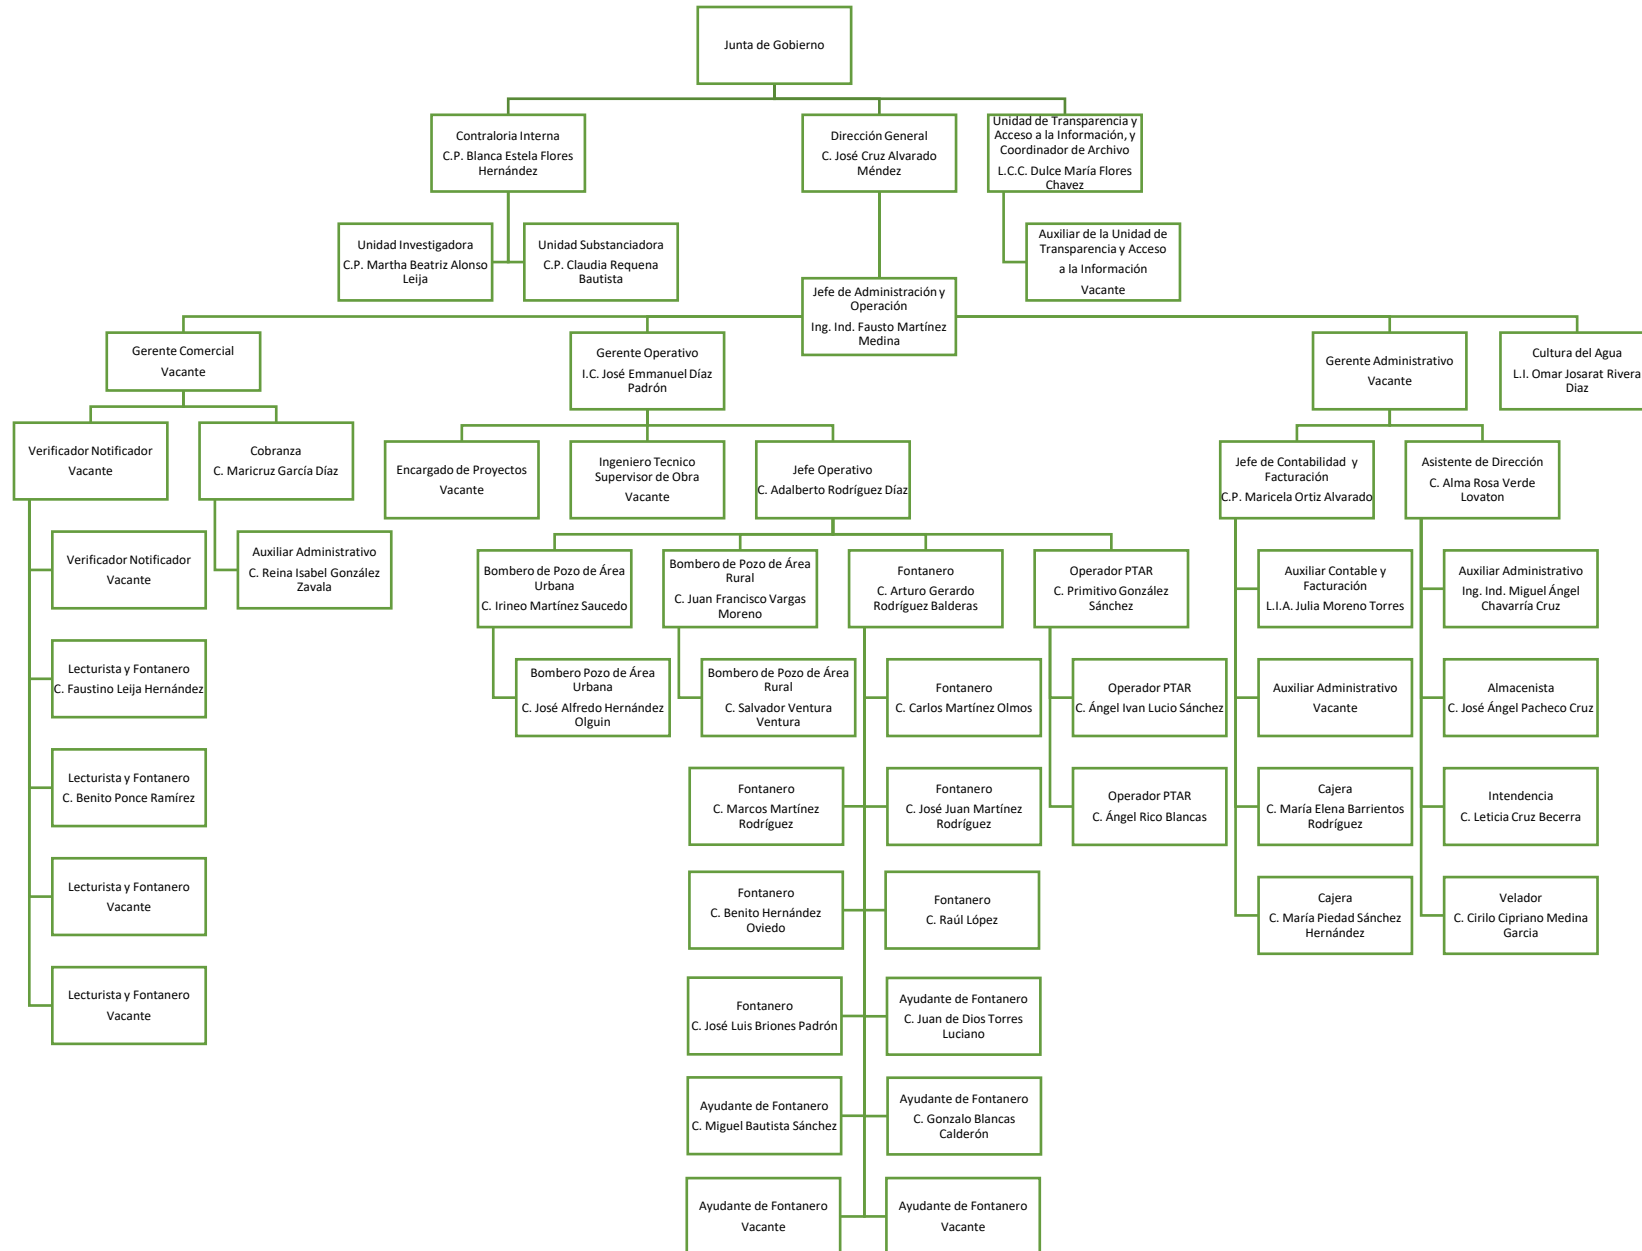 Junta de Gobierno
Contraloria Interna
C.P. Blanca Estela Flores
Hernández
Dirección General
C. José Cruz Alvarado
Méndez
Unidad de Transparencia y
Acceso a la Información, y
Coordinador de Archivo
L.C.C. Dulce María Flores
Chavez
Unidad Investigadora
C.P. Martha Beatriz Alonso
Leija
Unidad Substanciadora
C.P. Claudia Requena
Bautista
Auxiliar de la Unidad de
Transparencia y Acceso
a la Información
Vacante
Jefe de Administración y
Operación
Ing. Ind. Fausto Martínez
Medina
Gerente Comercial
Vacante
Gerente Operativo
I.C. José Emmanuel Díaz
Padrón
Gerente Administrativo
Vacante
Cultura del Agua
L.I. Omar Josarat Rivera
Diaz
Verificador Notificador
Vacante
Cobranza
C. Maricruz García Díaz
Encargado de Proyectos
Vacante
Ingeniero Tecnico
Supervisor de Obra
Vacante
Jefe Operativo
C. Adalberto Rodríguez Díaz
Jefe de Contabilidad y
Facturación
C.P. Maricela Ortiz Alvarado
Asistente de Dirección
C. Alma Rosa Verde
Lovaton
Verificador Notificador
Vacante
Auxiliar Administrativo
C. Reina Isabel González
Zavala
Bombero de Pozo de Área
Urbana
C. Irineo Martínez Saucedo
Bombero de Pozo de Área
Rural
C. Juan Francisco Vargas
Moreno
Fontanero
C. Arturo Gerardo
Rodríguez Balderas
Operador PTAR
C. Primitivo González
Sánchez
Auxiliar Contable y
Facturación
L.I.A. Julia Moreno Torres
Auxiliar Administrativo
Ing. Ind. Miguel Ángel
Chavarría Cruz
Lecturista y Fontanero
C. Faustino Leija Hernández
Bombero Pozo de Área
Urbana
C. José Alfredo Hernández
Olguin
Bombero de Pozo de Área
Rural
C. Salvador Ventura
Ventura
Fontanero
C. Carlos Martínez Olmos
Operador PTAR
C. Ángel Ivan Lucio Sánchez
Auxiliar Administrativo
Vacante
Almacenista
C. José Ángel Pacheco Cruz
Lecturista y Fontanero
C. Benito Ponce Ramírez
Fontanero
C. Marcos Martínez
Rodríguez
Fontanero
C. José Juan Martínez
Rodríguez
Operador PTAR
C. Ángel Rico Blancas
Cajera
C. María Elena Barrientos
Rodríguez
Intendencia
C. Leticia Cruz Becerra
Lecturista y Fontanero
Vacante
Fontanero
C. Benito Hernández
Oviedo
Fontanero
C. Raúl López
Cajera
C. María Piedad Sánchez
Hernández
Velador
C. Cirilo Cipriano Medina
Garcia
Lecturista y Fontanero
Vacante
Fontanero
C. José Luis Briones Padrón
Ayudante de Fontanero
C. Juan de Dios Torres
Luciano
Ayudante de Fontanero
C. Miguel Bautista Sánchez
Ayudante de Fontanero
C. Gonzalo Blancas
Calderón
Ayudante de Fontanero
Vacante
Ayudante de Fontanero
Vacante